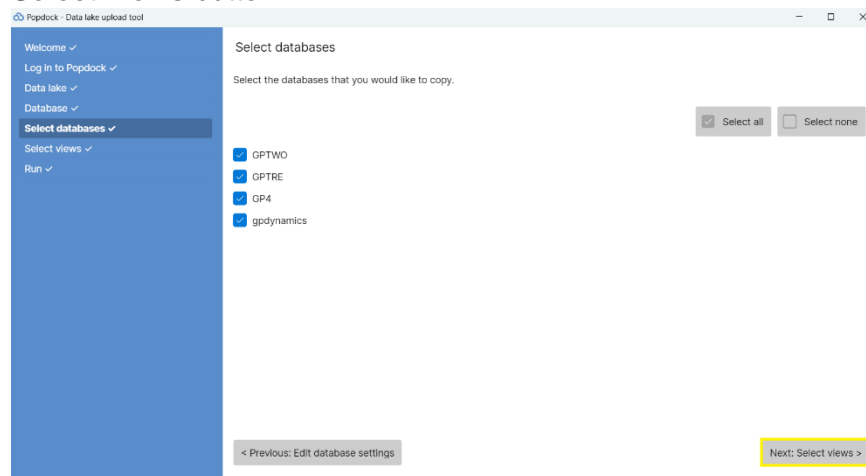 Popdock - Data lake upload tool
Welcome ✓
Log in to Popdock ✓
Data lake ✓
Database ✓
Select databases ✓
Select views ✓
Run ✓
Select databases
Select the databases that you would like to copy.
Select all
Select none
GPTWO
GPTRE
GP4
gpdynamics
< Previous: Edit database settings
Next: Select views >